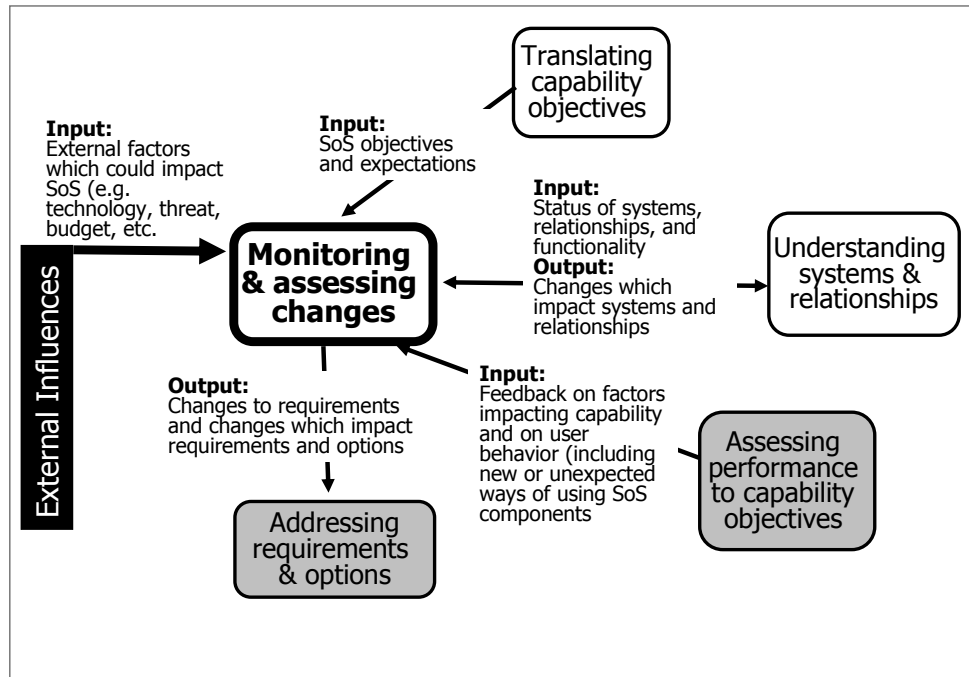 Translating
capability
objectives
Input:
External factors
which could impact
SoS (e.g.
technology, threat,
budget, etc.
Input:
SoS objectives
and expectations
Input:
Status of systems,
relationships, and
functionality
Output:
Changes which
impact systems and
relationships
Understanding
systems &
relationships
Monitoring
& assessing
changes
External Influences
Output:
Changes to requirements
and changes which impact
requirements and options
Input:
Feedback on factors
impacting capability
and on user
behavior (including
new or unexpected
ways of using SoS
components
Assessing
performance
to capability
objectives
Addressing
requirements
& options